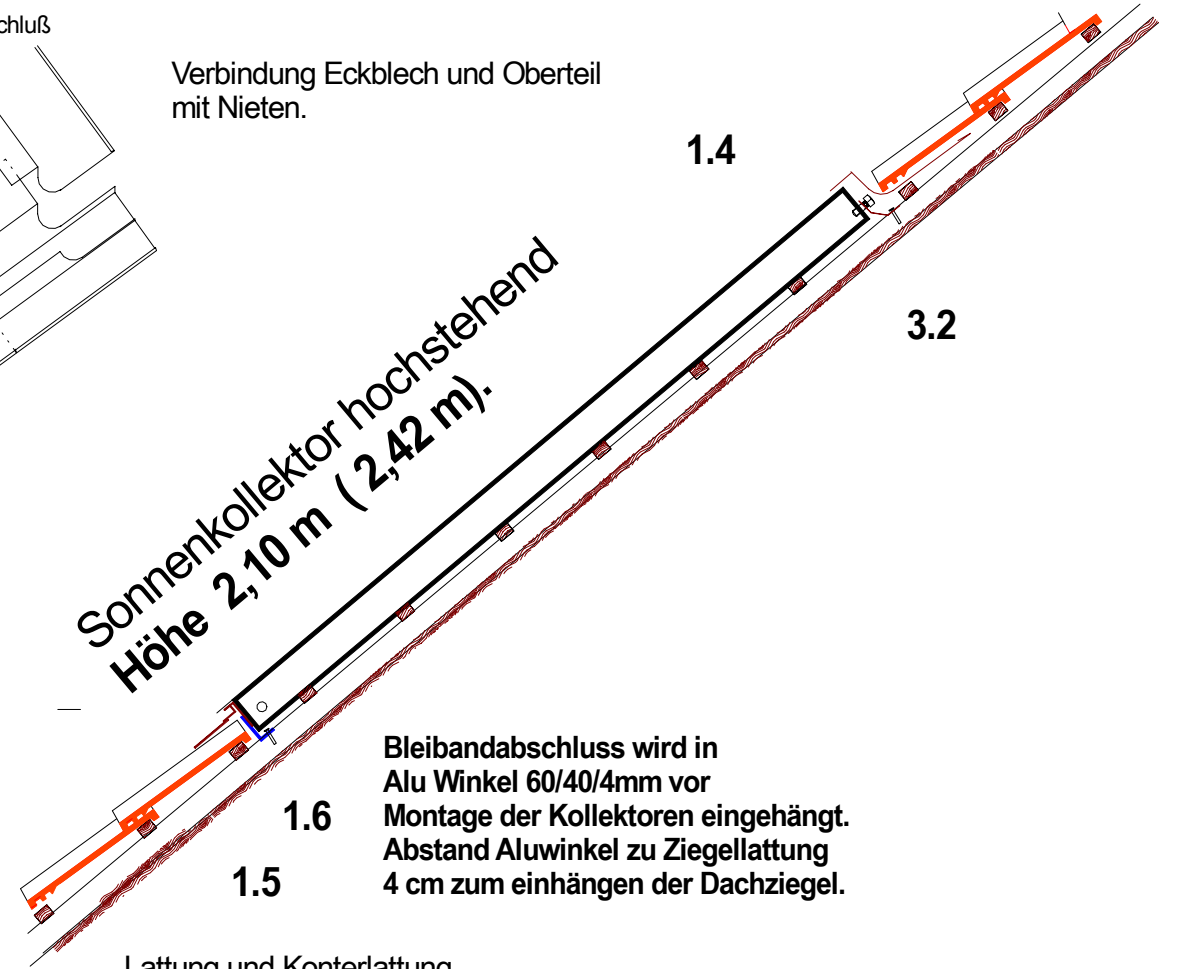 chluß
Verbindung Eckblech und Oberteil
mit Nieten.
1.4
3.2
Sonnenkollektor hochstehend
Höhe 2,10 m ( 2,42 m).
Bleibandabschluss wird in
Alu Winkel 60/40/4mm vor
Montage der Kollektoren eingehängt.
Abstand Aluwinkel zu Ziegellattung
4 cm zum einhängen der Dachziegel.
1.6
1.5
Lattung und Konterlattung